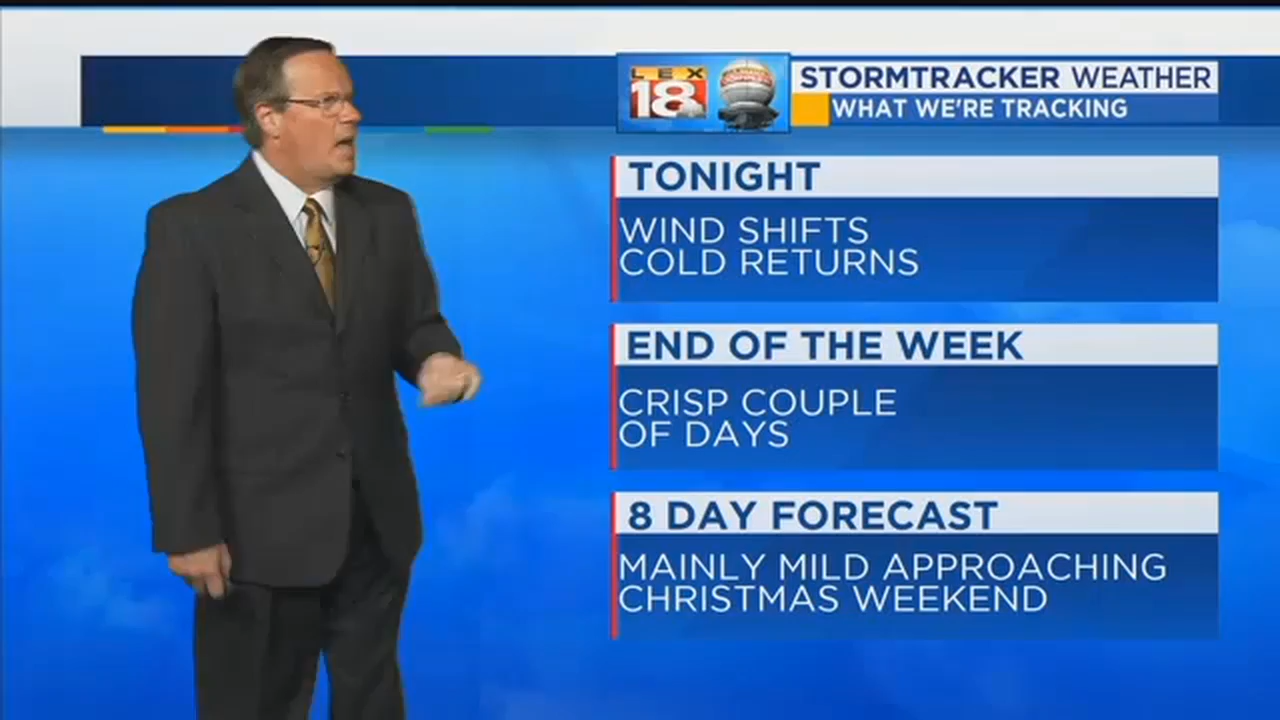 LEX
18
STORMTRACKER WEATHER
WHAT WE'RE TRACKING
TONIGHT
WIND SHIFTS
COLD RETURNS
END OF THE WEEK
CRISP COUPLE
OF DAYS
8 DAY FORECAST
MAINLY MILD APPROACHING
CHRISTMAS WEEKEND